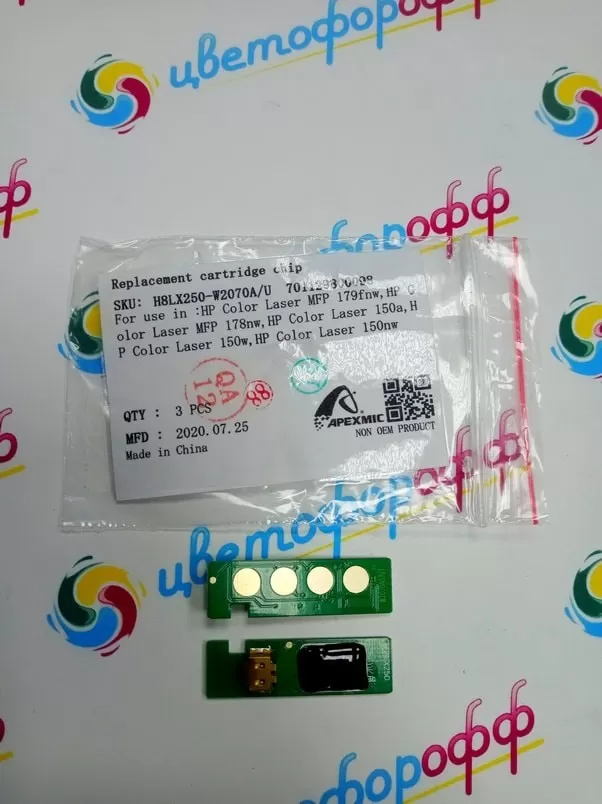 цветофорофф
цветофорофф
Replacement cartridge chip
SKU: H8LX250-W2070A/U
For use in :HP Color Laser MFP 179fnw,HP C
olor Laser MFP 178nw,HP Color Laser 150a,H
P Color Laser 150w,HP Color Laser 150nw
QA
12
QTY : 3 PCS
MFD : 2020.07.25
Made in China
APEXMIC
NON OEM PRODUCT
цветофорофф
цветофорофф